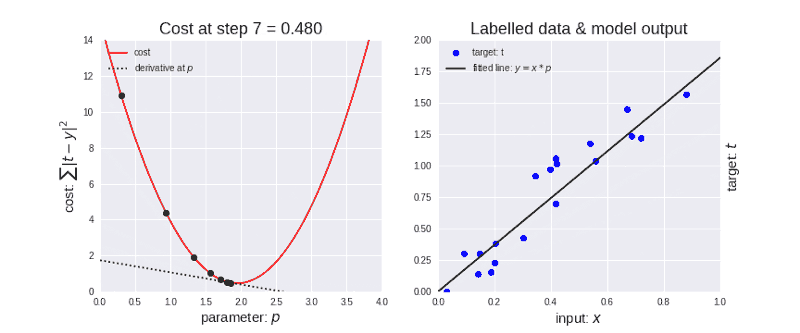 Cost at step 7 = 0.480
cost
derivative at p
14
12
10
8
6
4
2
0
cost: ∑|t − y|²
0.0 0.5 1.0 1.5 2.0 2.5 3.0 3.5 4.0
parameter: p
Labelled data & model output
target: t
fitted line: y = x * p
2.00
1.75
1.50
1.25
1.00
0.75
0.50
0.25
0.00
0.0 0.2 0.4 0.6 0.8 1.0
input: x
target: t